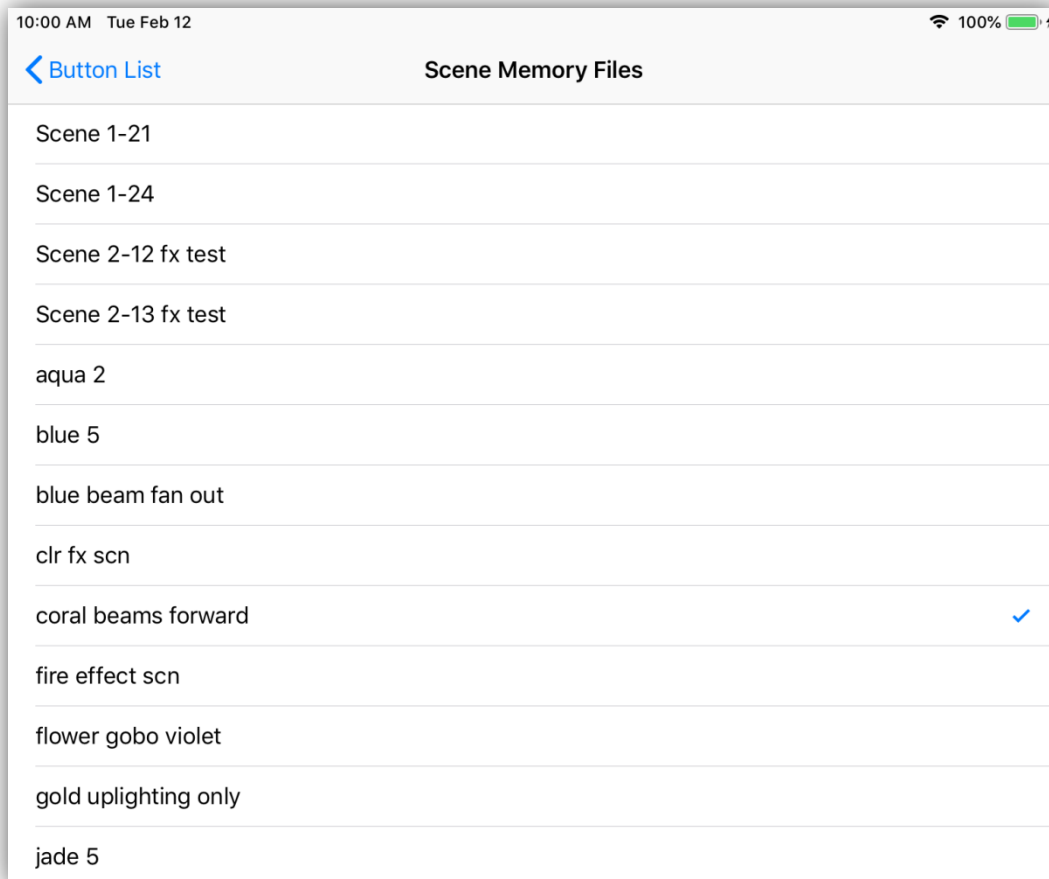 10:00 AM Tue Feb 12 100%
Button List Scene Memory Files
Scene 1-21
Scene 1-24
Scene 2-12 fx test
Scene 2-13 fx test
aqua 2
blue 5
blue beam fan out
clr fx scn
coral beams forward
fire effect scn
flower gobo violet
gold uplighting only
jade 5